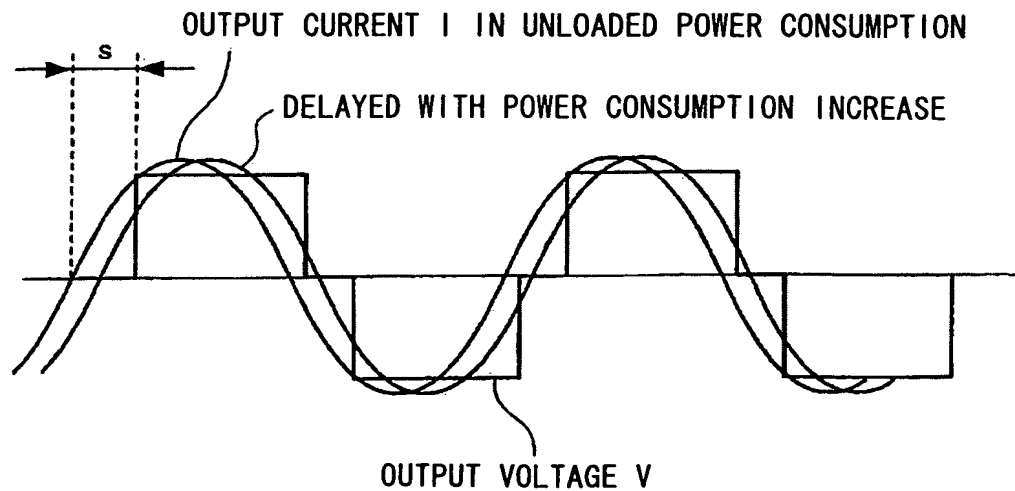 OUTPUT CURRENT I IN UNLOADED POWER CONSUMPTION
S
DELAYED WITH POWER CONSUMPTION INCREASE
OUTPUT VOLTAGE V